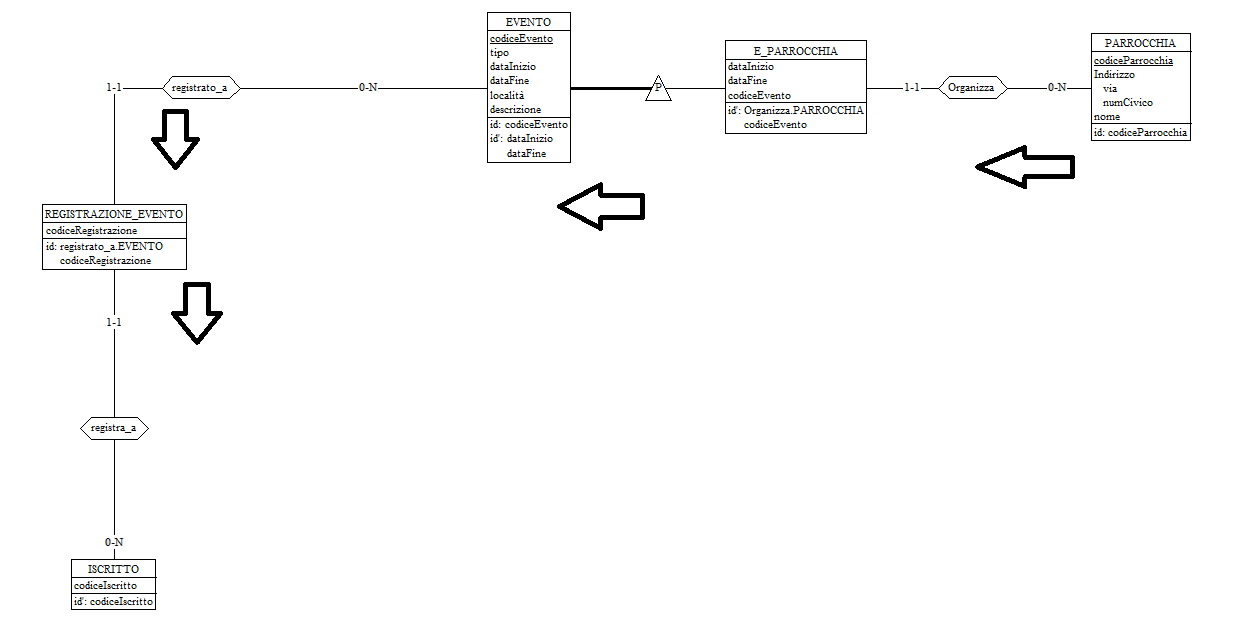 EVENTO
codiceEvento
tipo
dataInizio
dataFine
località
descrizione
id: codiceEvento
id': dataInizio
dataFine
P
E_PARROCCHIA
dataInizio
dataFine
codiceEvento
id': Organizza.PARROCCHIA
codiceEvento
1-1
Organizza
0-N
PARROCCHIA
codiceParrocchia
Indirizzo
via
numCivico
nome
id: codiceParrocchia
1-1
registrato_a
0-N
REGISTRAZIONE_EVENTO
codiceRegistrazione
id: registrato_a.EVENTO
codiceRegistrazione
1-1
registra_a
0-N
ISCRITTO
codiceIscritto
id': codiceIscritto